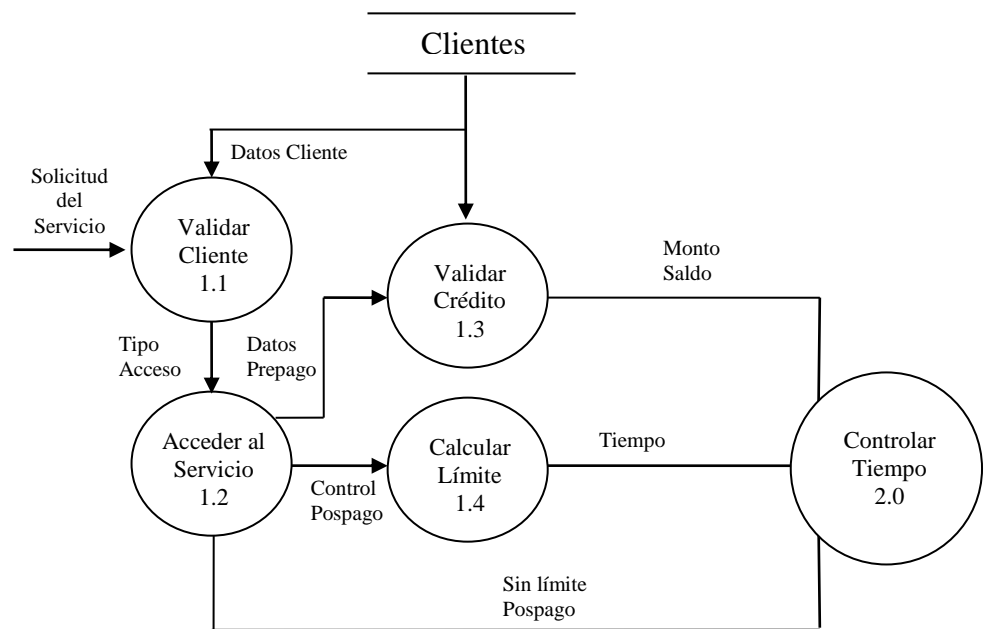 Clientes
Datos Cliente
Solicitud
del
Servicio
Validar
Cliente
1.1
Validar
Crédito
1.3
Monto
Saldo
Tipo
Acceso
Datos
Prepago
Acceder al
Servicio
1.2
Control
Pospago
Calcular
Límite
1.4
Tiempo
Controlar
Tiempo
2.0
Sin límite
Pospago